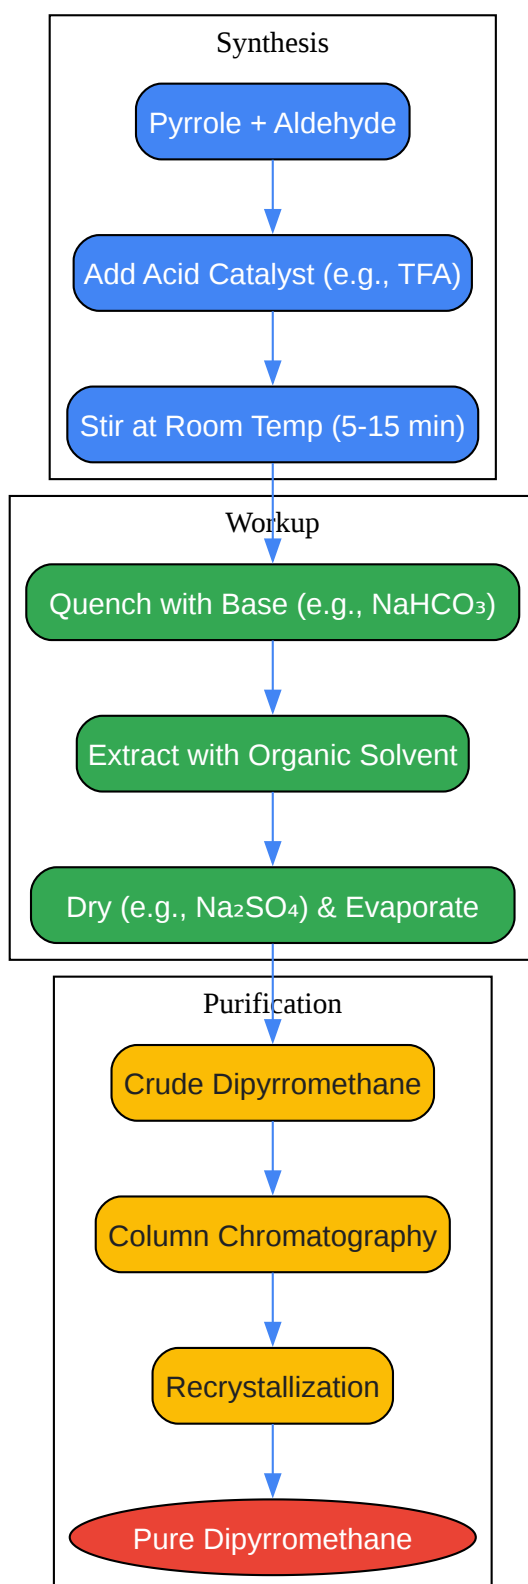 Synthesis
Pyrrole + Aldehyde
Add Acid Catalyst (e.g., TFA)
Stir at Room Temp (5-15 min)
Workup
Quench with Base (e.g., NaHCO₃)
Extract with Organic Solvent
Dry (e.g., Na₂SO₄) & Evaporate
Purification
Crude Dipyrromethane
Column Chromatography
Recrystallization
Pure Dipyrromethane